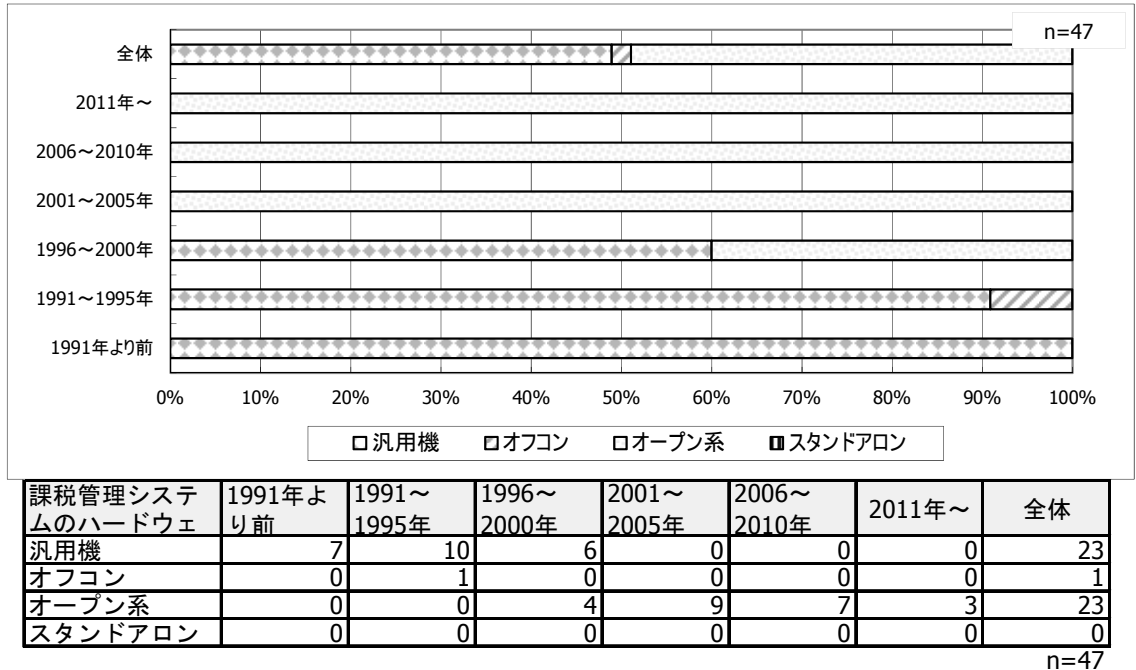 n=47
全体
2011年～
2006～2010年
2001～2005年
1996～2000年
1991～1995年
1991年より前
0% 10% 20% 30% 40% 50% 60% 70% 80% 90% 100%
汎用機 オフコン オープン系 スタンドアロン
課税管理システ 1991年よ 1991～ 1996～ 2001～ 2006～ 2011年～ 全体
ムのハードウェ り前 1995年 2000年 2005年 2010年
汎用機 7 10 6 0 0 0 23
オフコン 0 1 0 0 0 0 1
オープン系 0 0 4 9 7 3 23
スタンドアロン 0 0 0 0 0 0 0
n=47